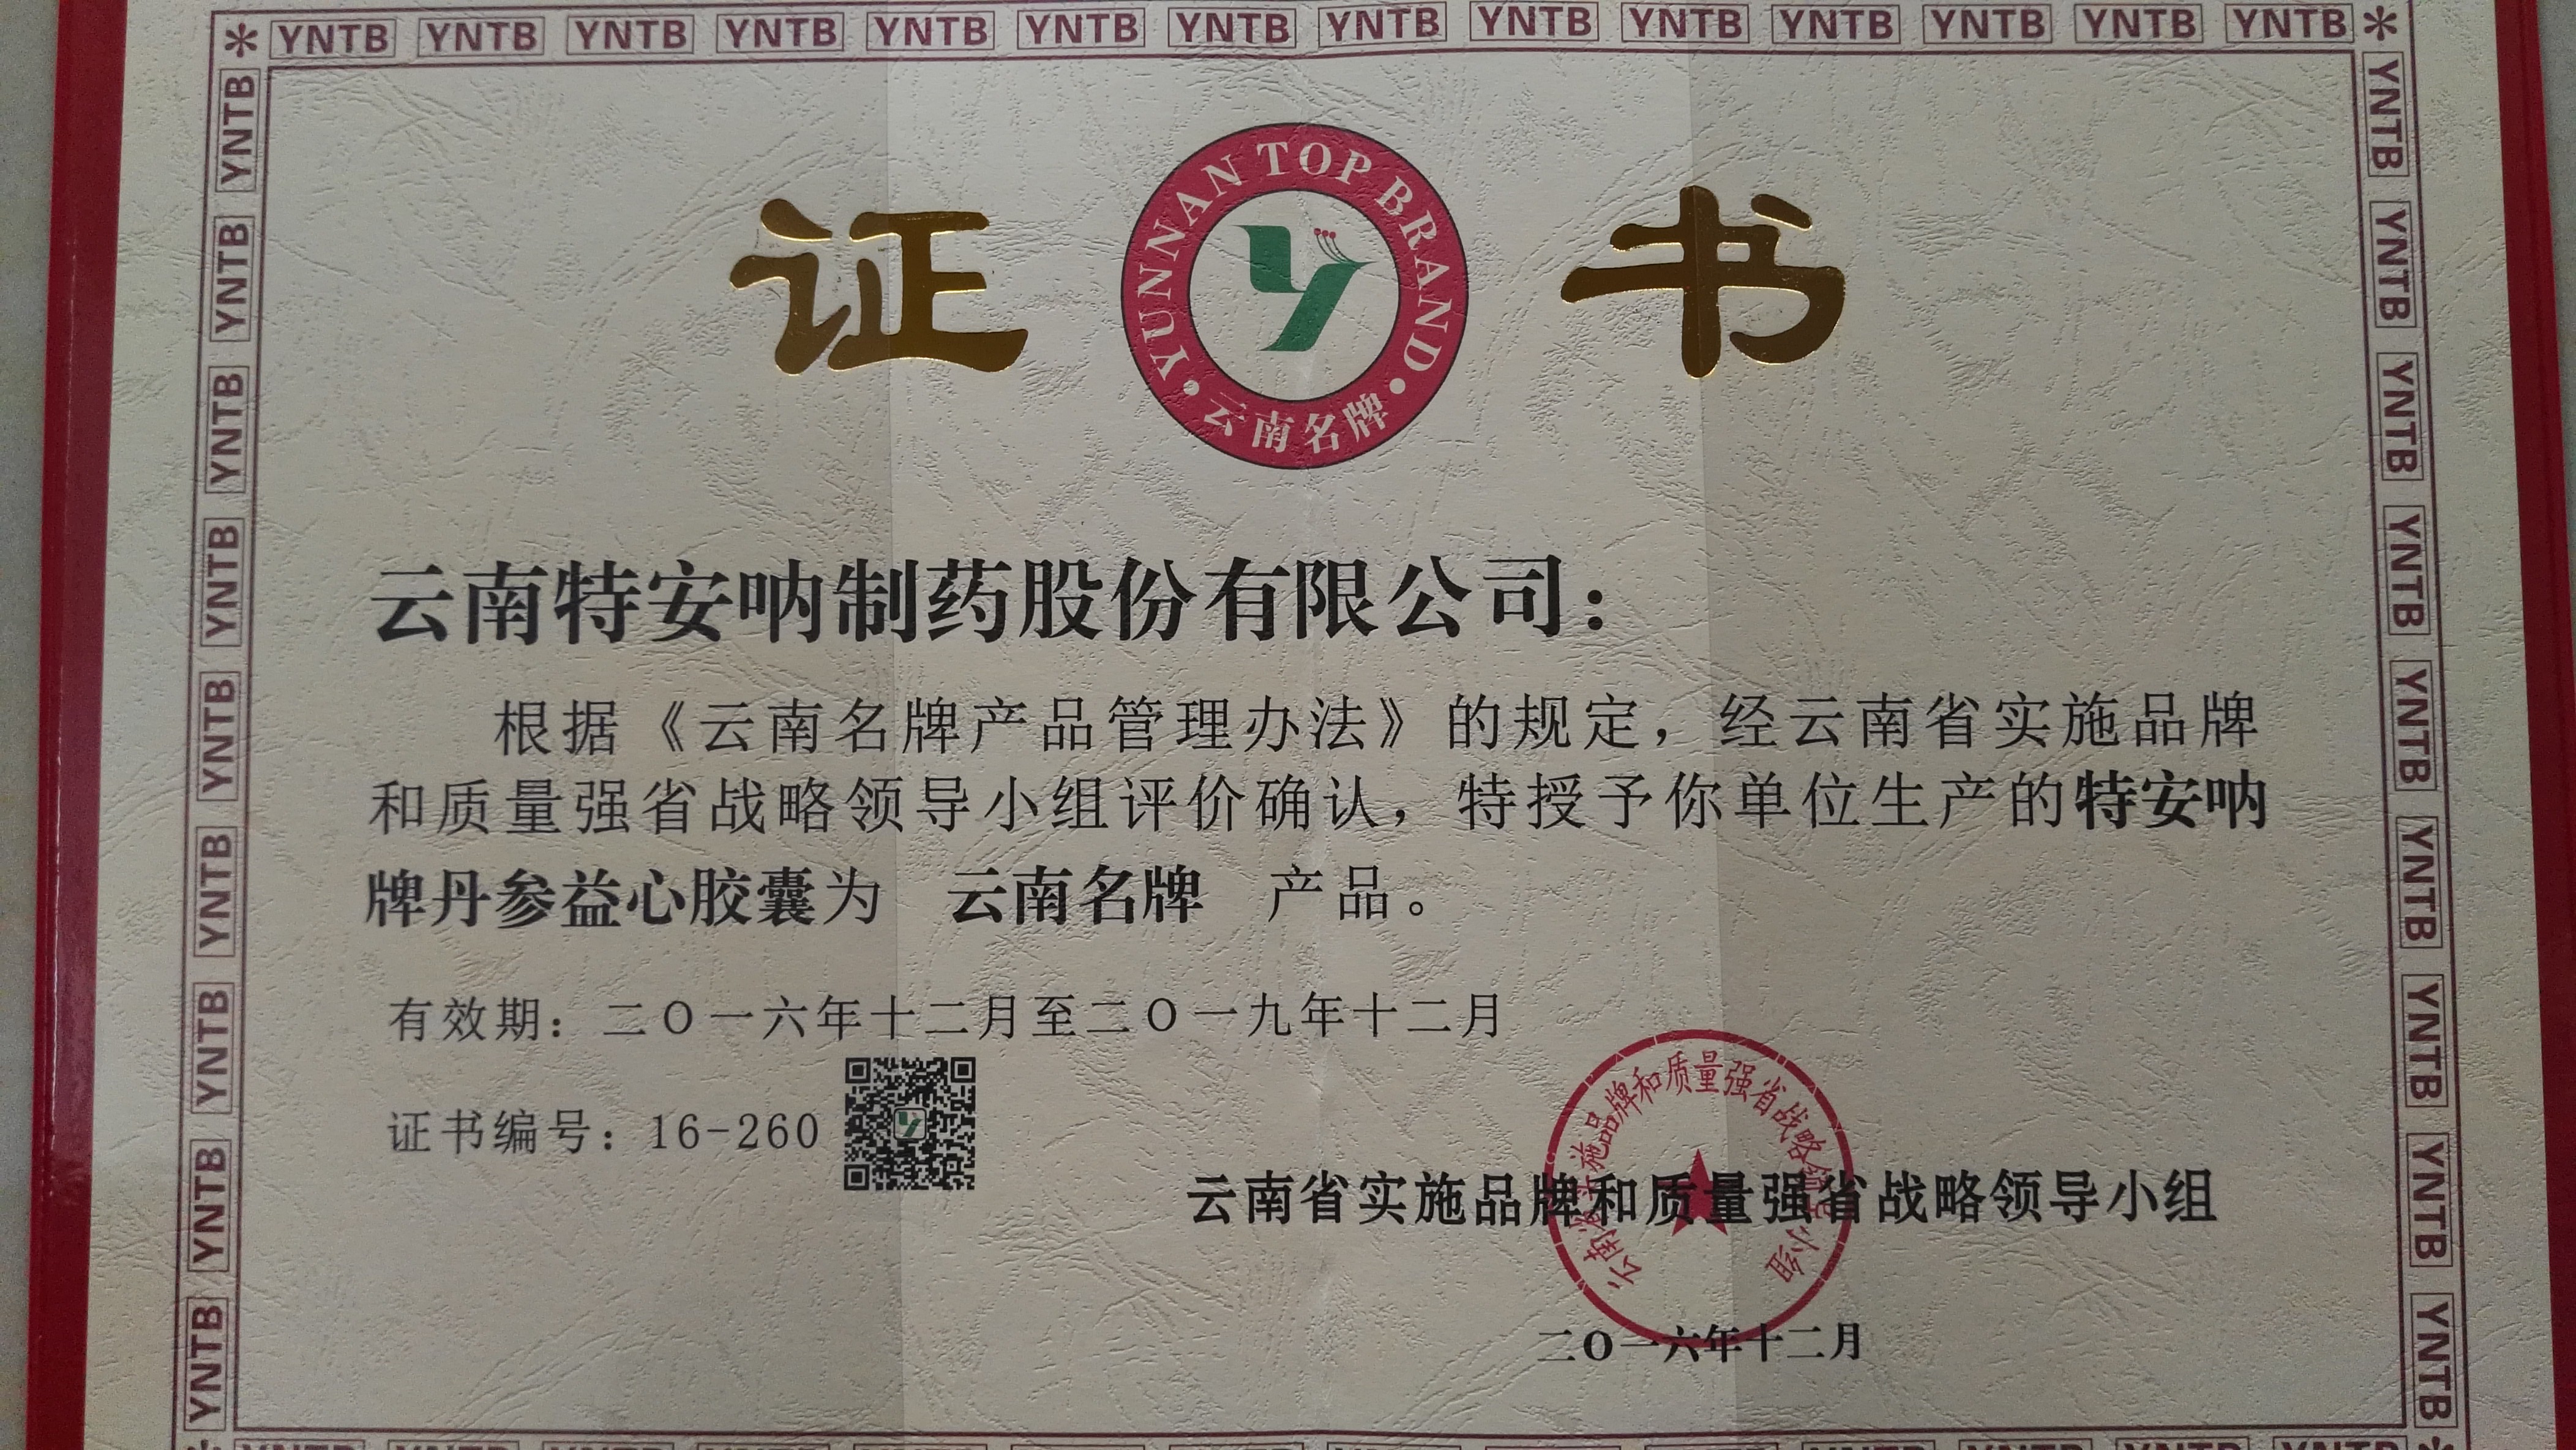 YNTB YNTB YNTB YNTB YNTB YNTB YNTB YNTB YNTB YNTB YNTB YNTB YNTB YNTB
证 书
YUNNAN TOP BRAND
云南名牌
云南特安呐制药股份有限公司：
根据《云南名牌产品管理办法》的规定，经云南省实施品牌
和质量强省战略领导小组评价确认，特授予你单位生产的特安呐
牌丹参益心胶囊为 云南名牌 产品。
有效期：二〇一六年十二月至二〇一九年十二月
证书编号：16-260
云南省实施品牌和质量强省战略领导小组
二〇一六年十二月